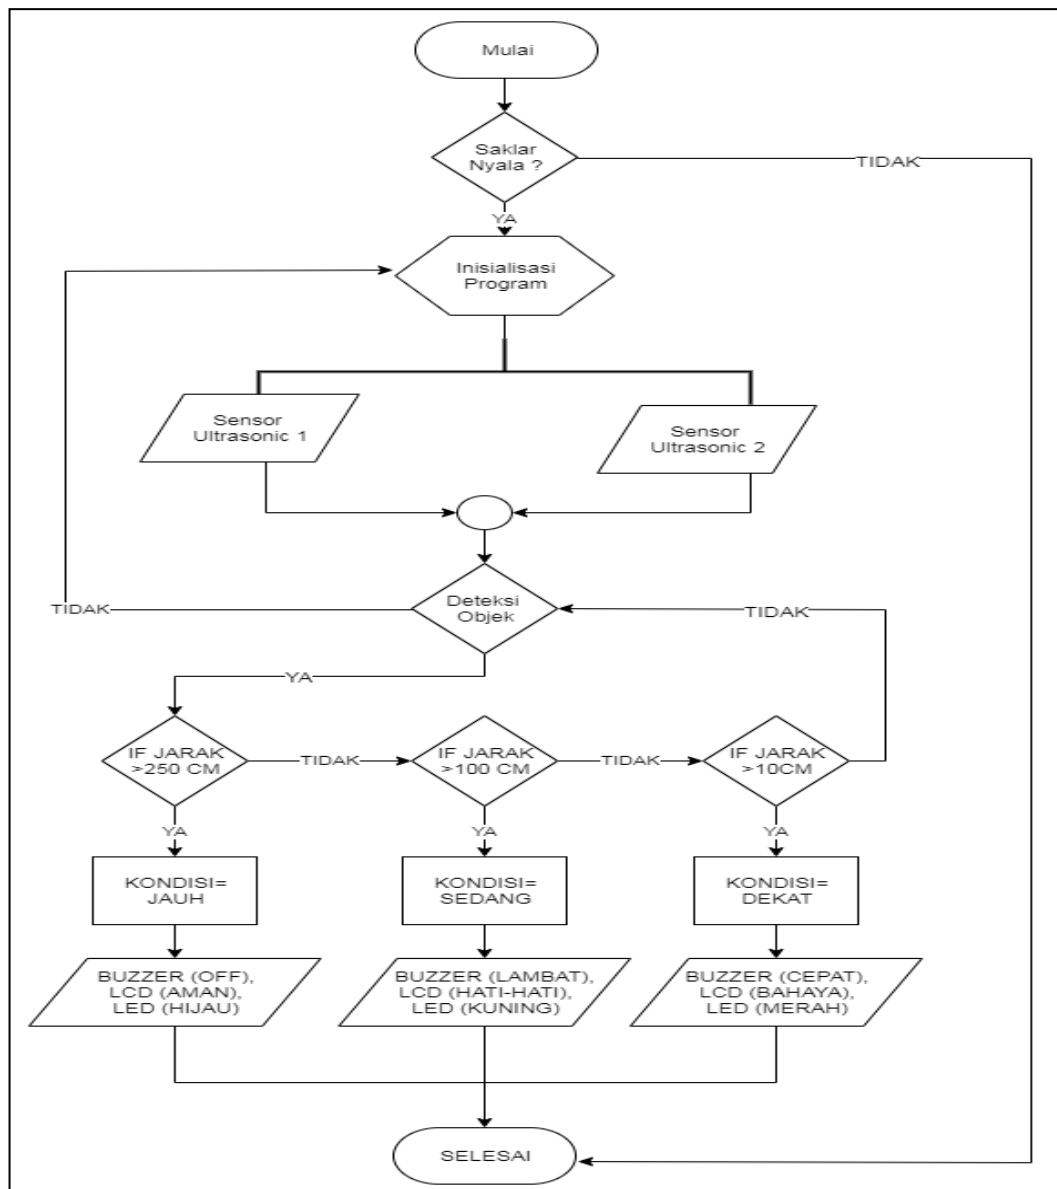 Mulai
Saklar
Nyala ?
TIDAK
YA
Inisialisasi
Program
Sensor
Ultrasonic 1
Sensor
Ultrasonic 2
Deteksi
Objek
TIDAK
TIDAK
YA
IF JARAK
>250 CM
TIDAK
IF JARAK
>100 CM
TIDAK
IF JARAK
>10CM
YA
YA
YA
KONDISI=
JAUH
KONDISI=
SEDANG
KONDISI=
DEKAT
BUZZER (OFF),
LCD (AMAN),
LED (HIJAU)
BUZZER (LAMBAT),
LCD (HATI-HATI),
LED (KUNING)
BUZZER (CEPAT),
LCD (BAHAYA),
LED (MERAH)
SELESAI